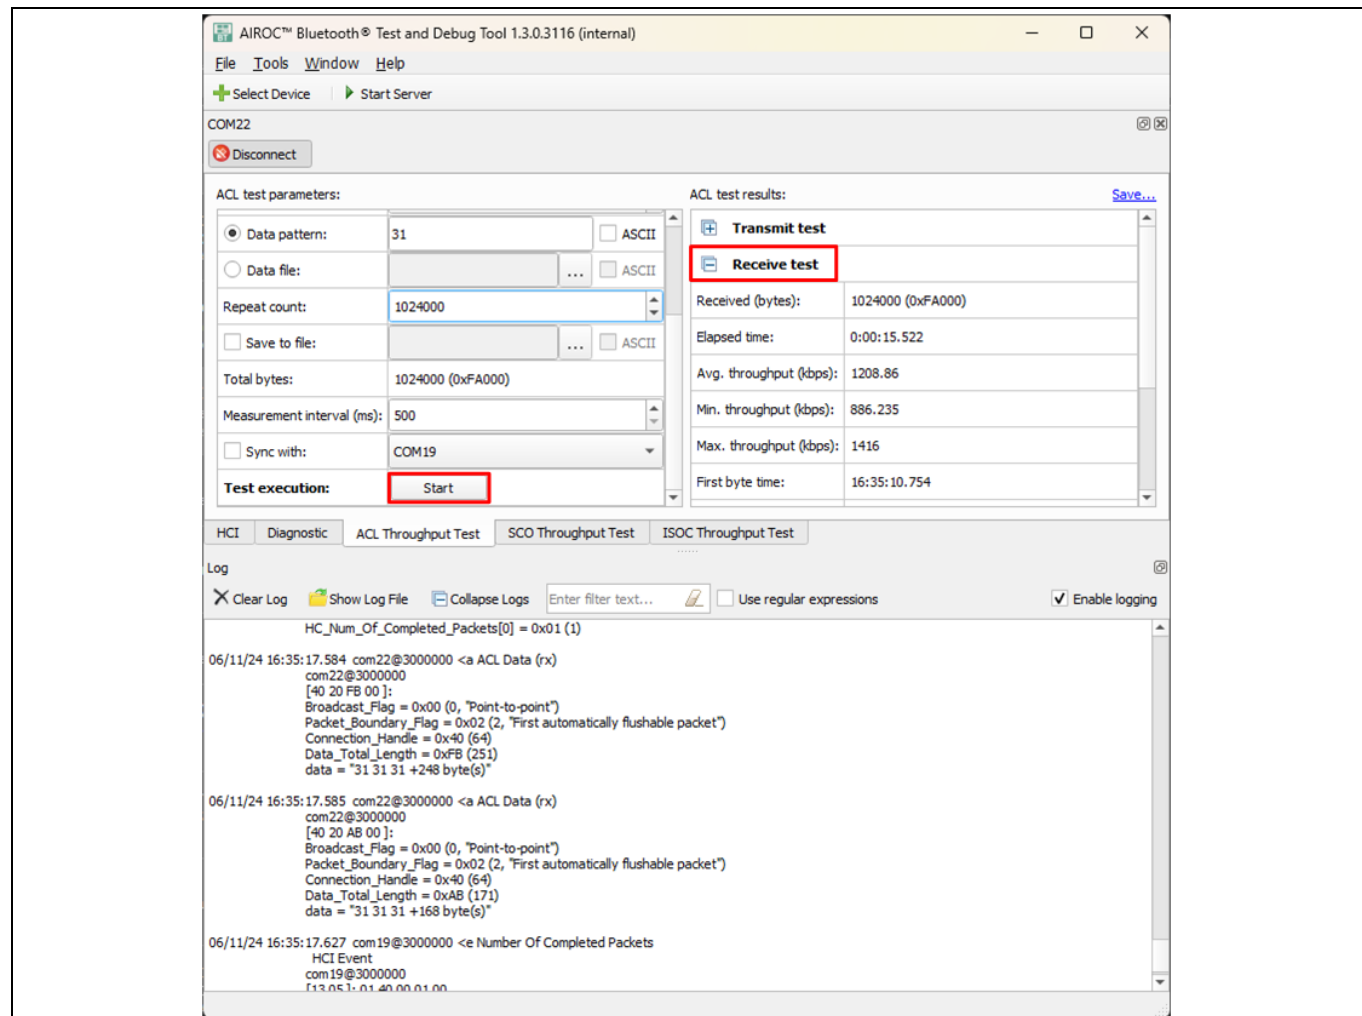 AIROC™ Bluetooth® Test and Debug Tool 1.3.0.3116 (internal)
File Tools Window Help
Select Device Start Server
COM22
Disconnect
ACL test parameters:
Data pattern: 31 ASCII
Data file: ... ASCII
Repeat count: 1024000
Save to file: ... ASCII
Total bytes: 1024000 (0xFA000)
Measurement interval (ms): 500
Sync with: COM19
Test execution: Start
ACL test results: Save...
Transmit test
Receive test
Received (bytes): 1024000 (0xFA000)
Elapsed time: 0:00:15.522
Avg. throughput (kbps): 1208.86
Min. throughput (kbps): 886.235
Max. throughput (kbps): 1416
First byte time: 16:35:10.754
HCI Diagnostic ACL Throughput Test SCO Throughput Test ISOC Throughput Test
Log
Clear Log Show Log File Collapse Logs Enter filter text... Use regular expressions Enable logging
HC_Num_Of_Completed_Packets[0] = 0x01 (1)
06/11/24 16:35:17.584 com22@3000000 <a ACL Data (rx)
com22@3000000
[40 20 FB 00 ]:
Broadcast_Flag = 0x00 (0, "Point-to-point")
Packet_Boundary_Flag = 0x02 (2, "First automatically flushable packet")
Connection_Handle = 0x40 (64)
Data_Total_Length = 0xFB (251)
data = "31 31 31 +248 byte(s)"
06/11/24 16:35:17.585 com22@3000000 <a ACL Data (rx)
com22@3000000
[40 20 AB 00 ]:
Broadcast_Flag = 0x00 (0, "Point-to-point")
Packet_Boundary_Flag = 0x02 (2, "First automatically flushable packet")
Connection_Handle = 0x40 (64)
Data_Total_Length = 0xAB (171)
data = "31 31 31 +168 byte(s)"
06/11/24 16:35:17.627 com19@3000000 <e Number Of Completed Packets
HCI Event
com19@3000000
[13 05 ]: 01 40 00 01 00